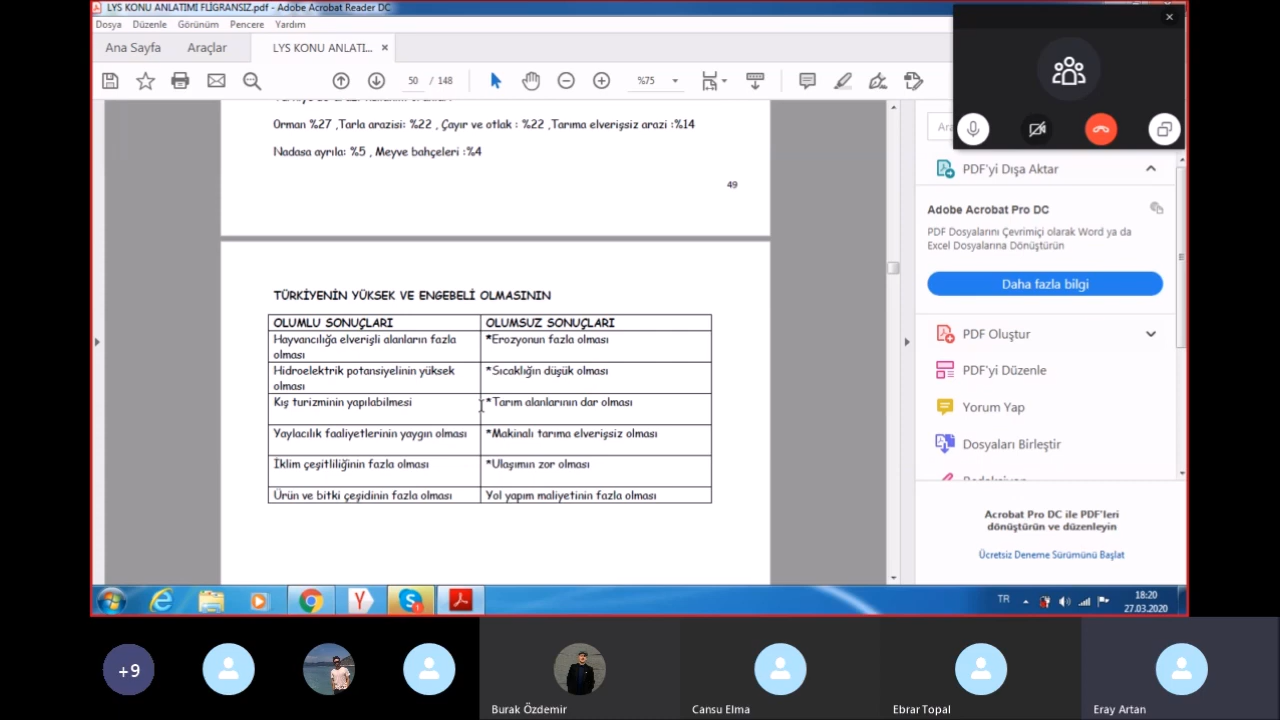 LYS KONU ANLATIMI FLİGRANSIZ.pdf - Adobe Acrobat Reader DC
Dosya Düzenle Görünüm Pencere Yardım
Ana Sayfa Araçlar LYS KONU ANLATI... ×
50 / 148 %75
Orman %27 ,Tarla arazisi: %22 , Çayır ve otlak : %22 ,Tarıma elverişsiz arazi :%14
Nadasa ayrıla: %5 , Meyve bahçeleri :%4
49
TÜRKİYENİN YÜKSEK VE ENGEBELİ OLMASININ
OLUMLU SONUÇLARI OLUMSUZ SONUÇLARI
Hayvancılığa elverişli alanların fazla *Erozyonun fazla olması
olması
Hidroelektrik potansiyelinin yüksek *Sıcaklığın düşük olması
olması
Kış turizminin yapılabilmesi *Tarım alanlarının dar olması
Yaylacılık faaliyetlerinin yaygın olması *Makinalı tarıma elverişsiz olması
İklim çeşitliliğinin fazla olması *Ulaşımın zor olması
Ürün ve bitki çeşidinin fazla olması Yol yapım maliyetinin fazla olması
PDF'yi Dışa Aktar
Adobe Acrobat Pro DC
PDF Dosyalarını Çevrimiçi olarak Word ya da
Excel Dosyalarına Dönüştürün
Daha fazla bilgi
PDF Oluştur
PDF'yi Düzenle
Yorum Yap
Dosyaları Birleştir
Acrobat Pro DC ile PDF'leri
dönüştürün ve düzenleyin
Ücretsiz Deneme Sürümünü Başlat
TR 18:20
27.03.2020
+9
Burak Özdemir Cansu Elma Ebrar Topal Eray Artan